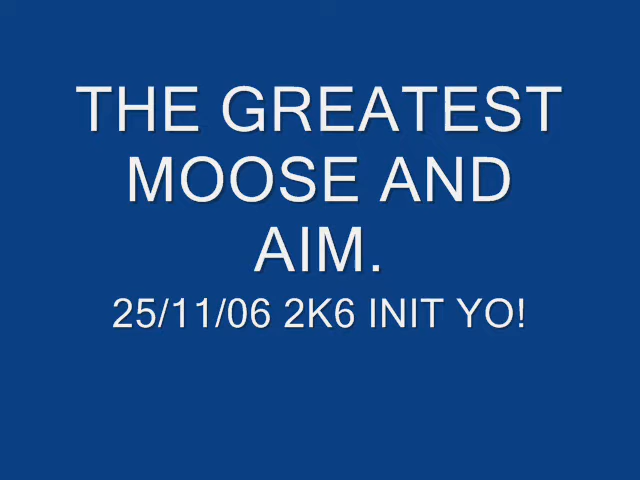 THE GREATEST
MOOSE AND
AIM.
25/11/06 2K6 INIT YO!